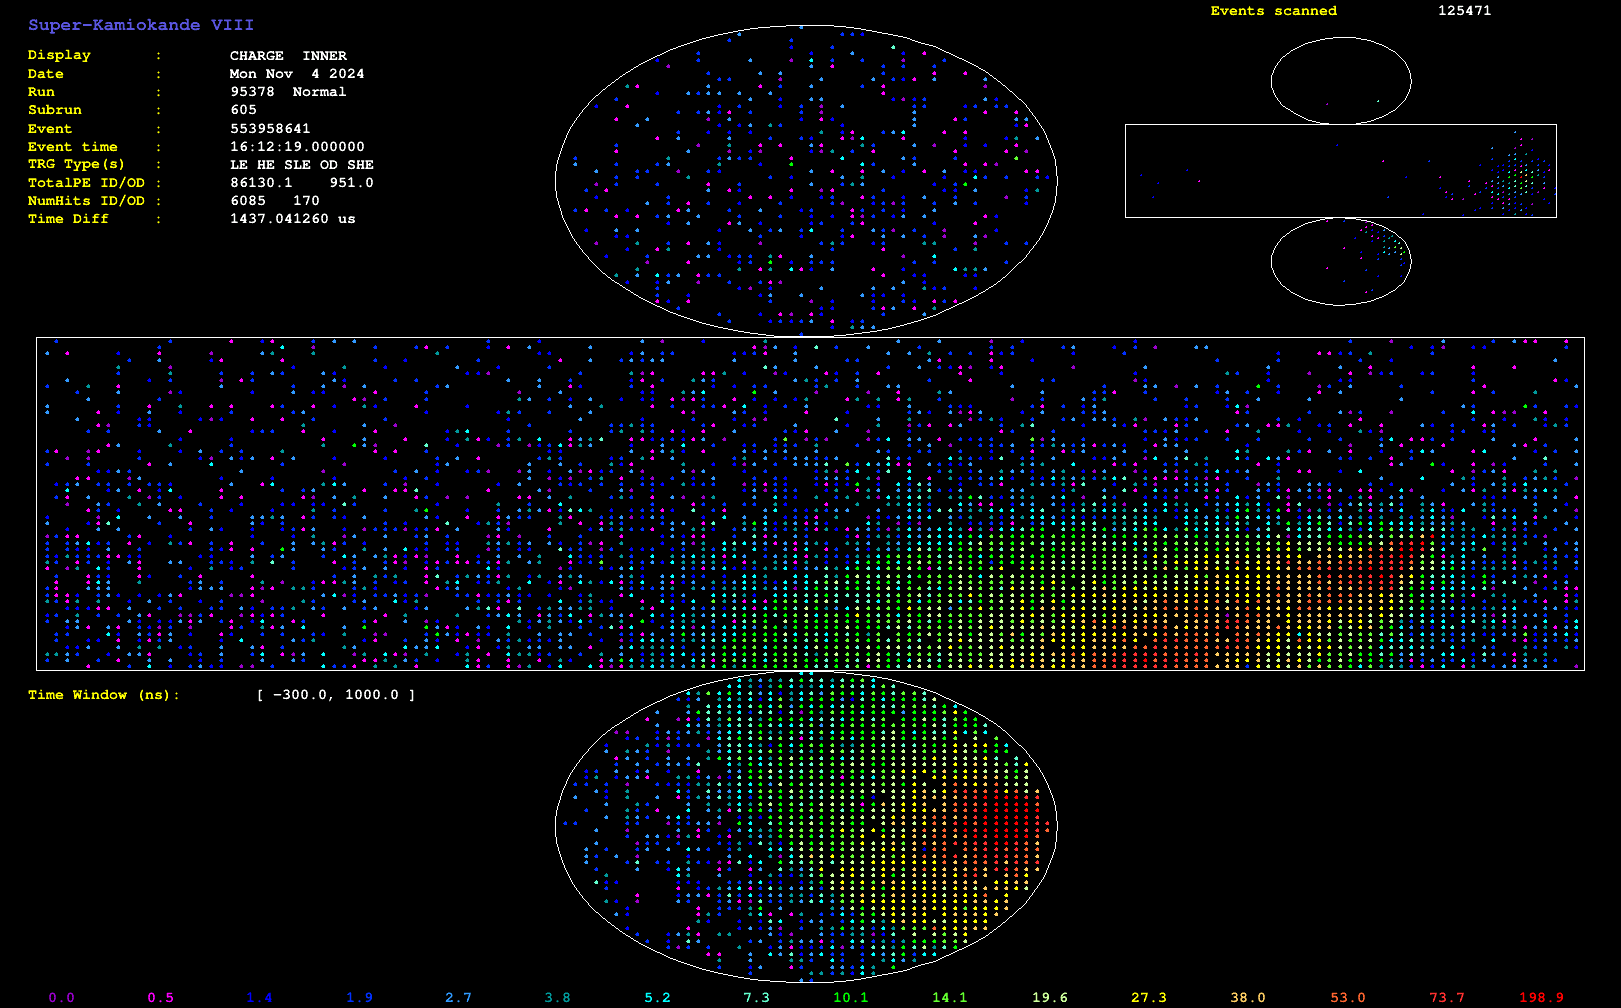 Super-Kamiokande VIII
Events scanned 125471
Display : CHARGE INNER
Date : Mon Nov 4 2024
Run : 95378 Normal
Subrun : 605
Event : 553958641
Event time : 16:12:19.000000
TRG Type(s) : LE HE SLE OD SHE
TotalPE ID/OD : 86130.1 951.0
NumHits ID/OD : 6085 170
Time Diff : 1437.041260 us
Time Window (ns): [ -300.0, 1000.0 ]
0.0 0.5 1.4 1.9 2.7 3.8 5.2 7.3 10.1 14.1 19.6 27.3 38.0 53.0 73.7 198.9